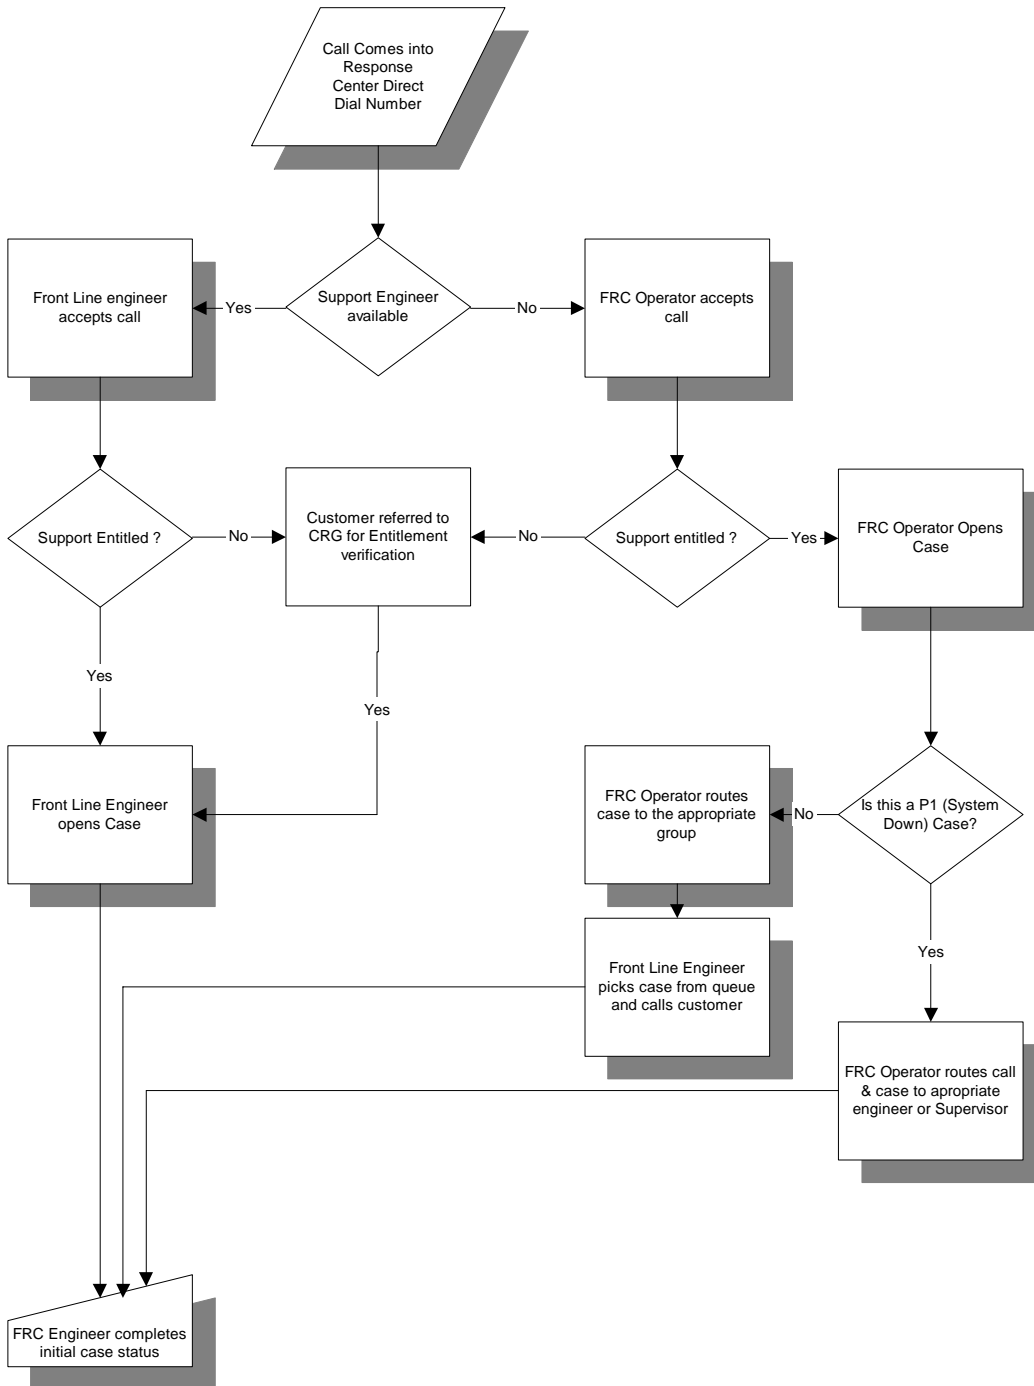 Call Comes into
Response
Center Direct
Dial Number
Front Line engineer
accepts call
Yes
Support Engineer
available
No
FRC Operator accepts
call
Support Entitled ?
No
Customer referred to
CRG for Entitlement
verification
No
Support entitled ?
Yes
FRC Operator Opens
Case
Yes
Yes
Front Line Engineer
opens Case
FRC Operator routes
case to the appropriate
group
No
Is this a P1 (System
Down) Case?
Yes
Front Line Engineer
picks case from queue
and calls customer
FRC Operator routes call
& case to apropriate
engineer or Supervisor
FRC Engineer completes
initial case status